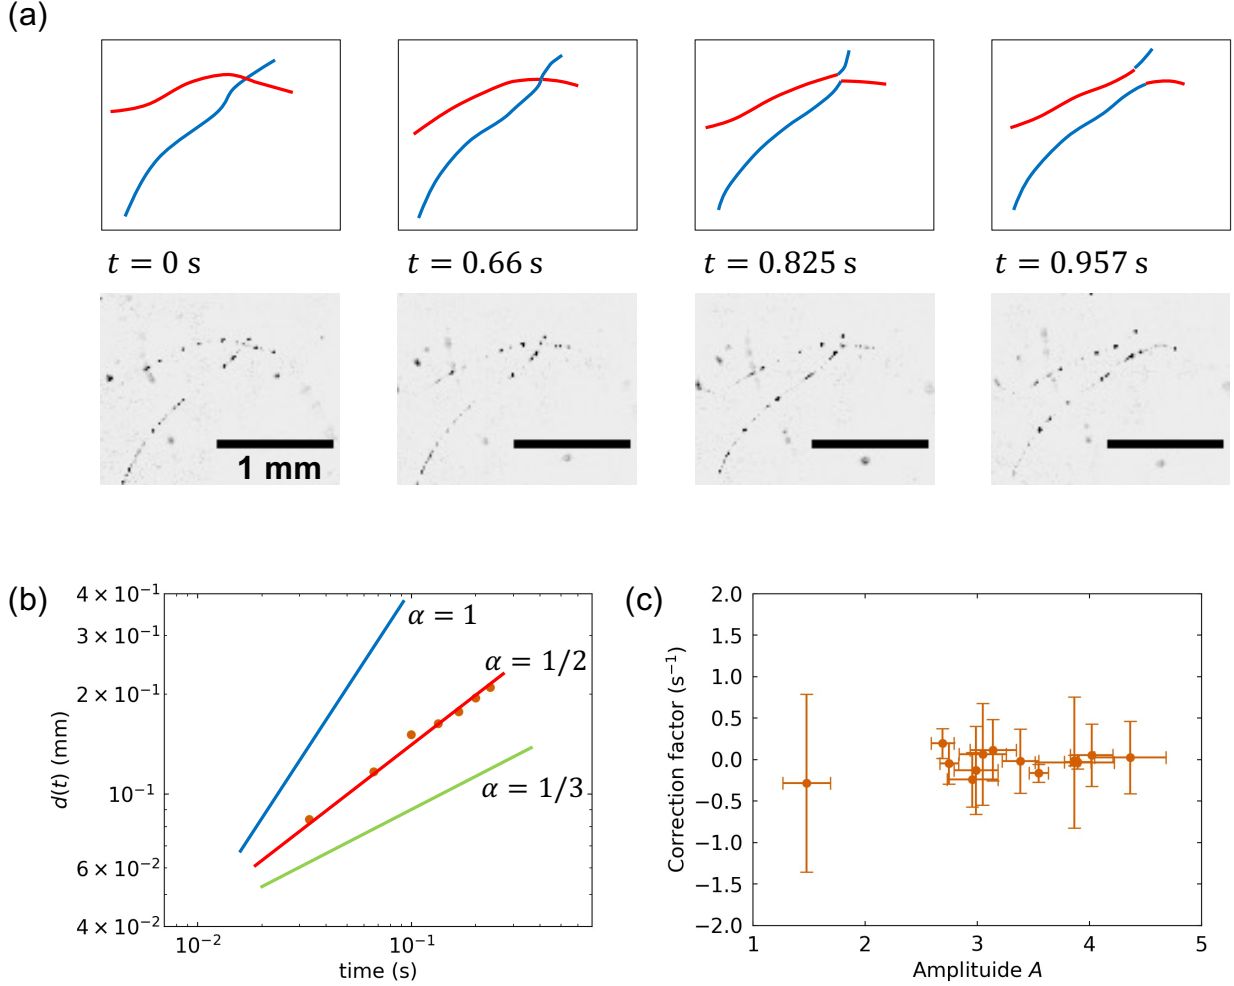 (a)
t = 0 s
t = 0.66 s
t = 0.825 s
t = 0.957 s
1 mm
(b)
d(t) (mm)
4 × 10⁻¹
3 × 10⁻¹
2 × 10⁻¹
10⁻¹
6 × 10⁻²
4 × 10⁻²
α = 1
α = 1/2
α = 1/3
10⁻² 10⁻¹
time (s)
(c)
Correction factor (s⁻¹)
2.0
1.5
1.0
0.5
0.0
−0.5
−1.0
−1.5
−2.0
1 2 3 4 5
Amplituide A